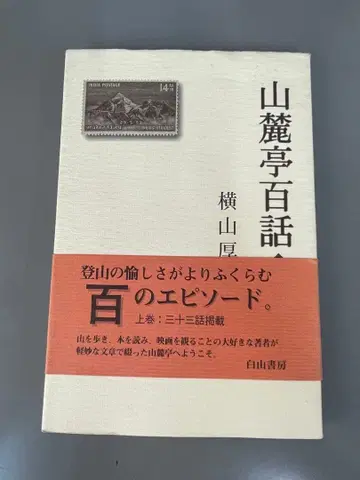 INDIA POSTAGE
14 As
山麓亭百話
横山厚
登山の愉しさがよりふくらむ
百のエピソード。
上巻：三十三話掲載
山を歩き、本を読み、映画を観ることの大好きな著者が
軽妙な文章で綴った山麓亭へようこそ。
白山書房